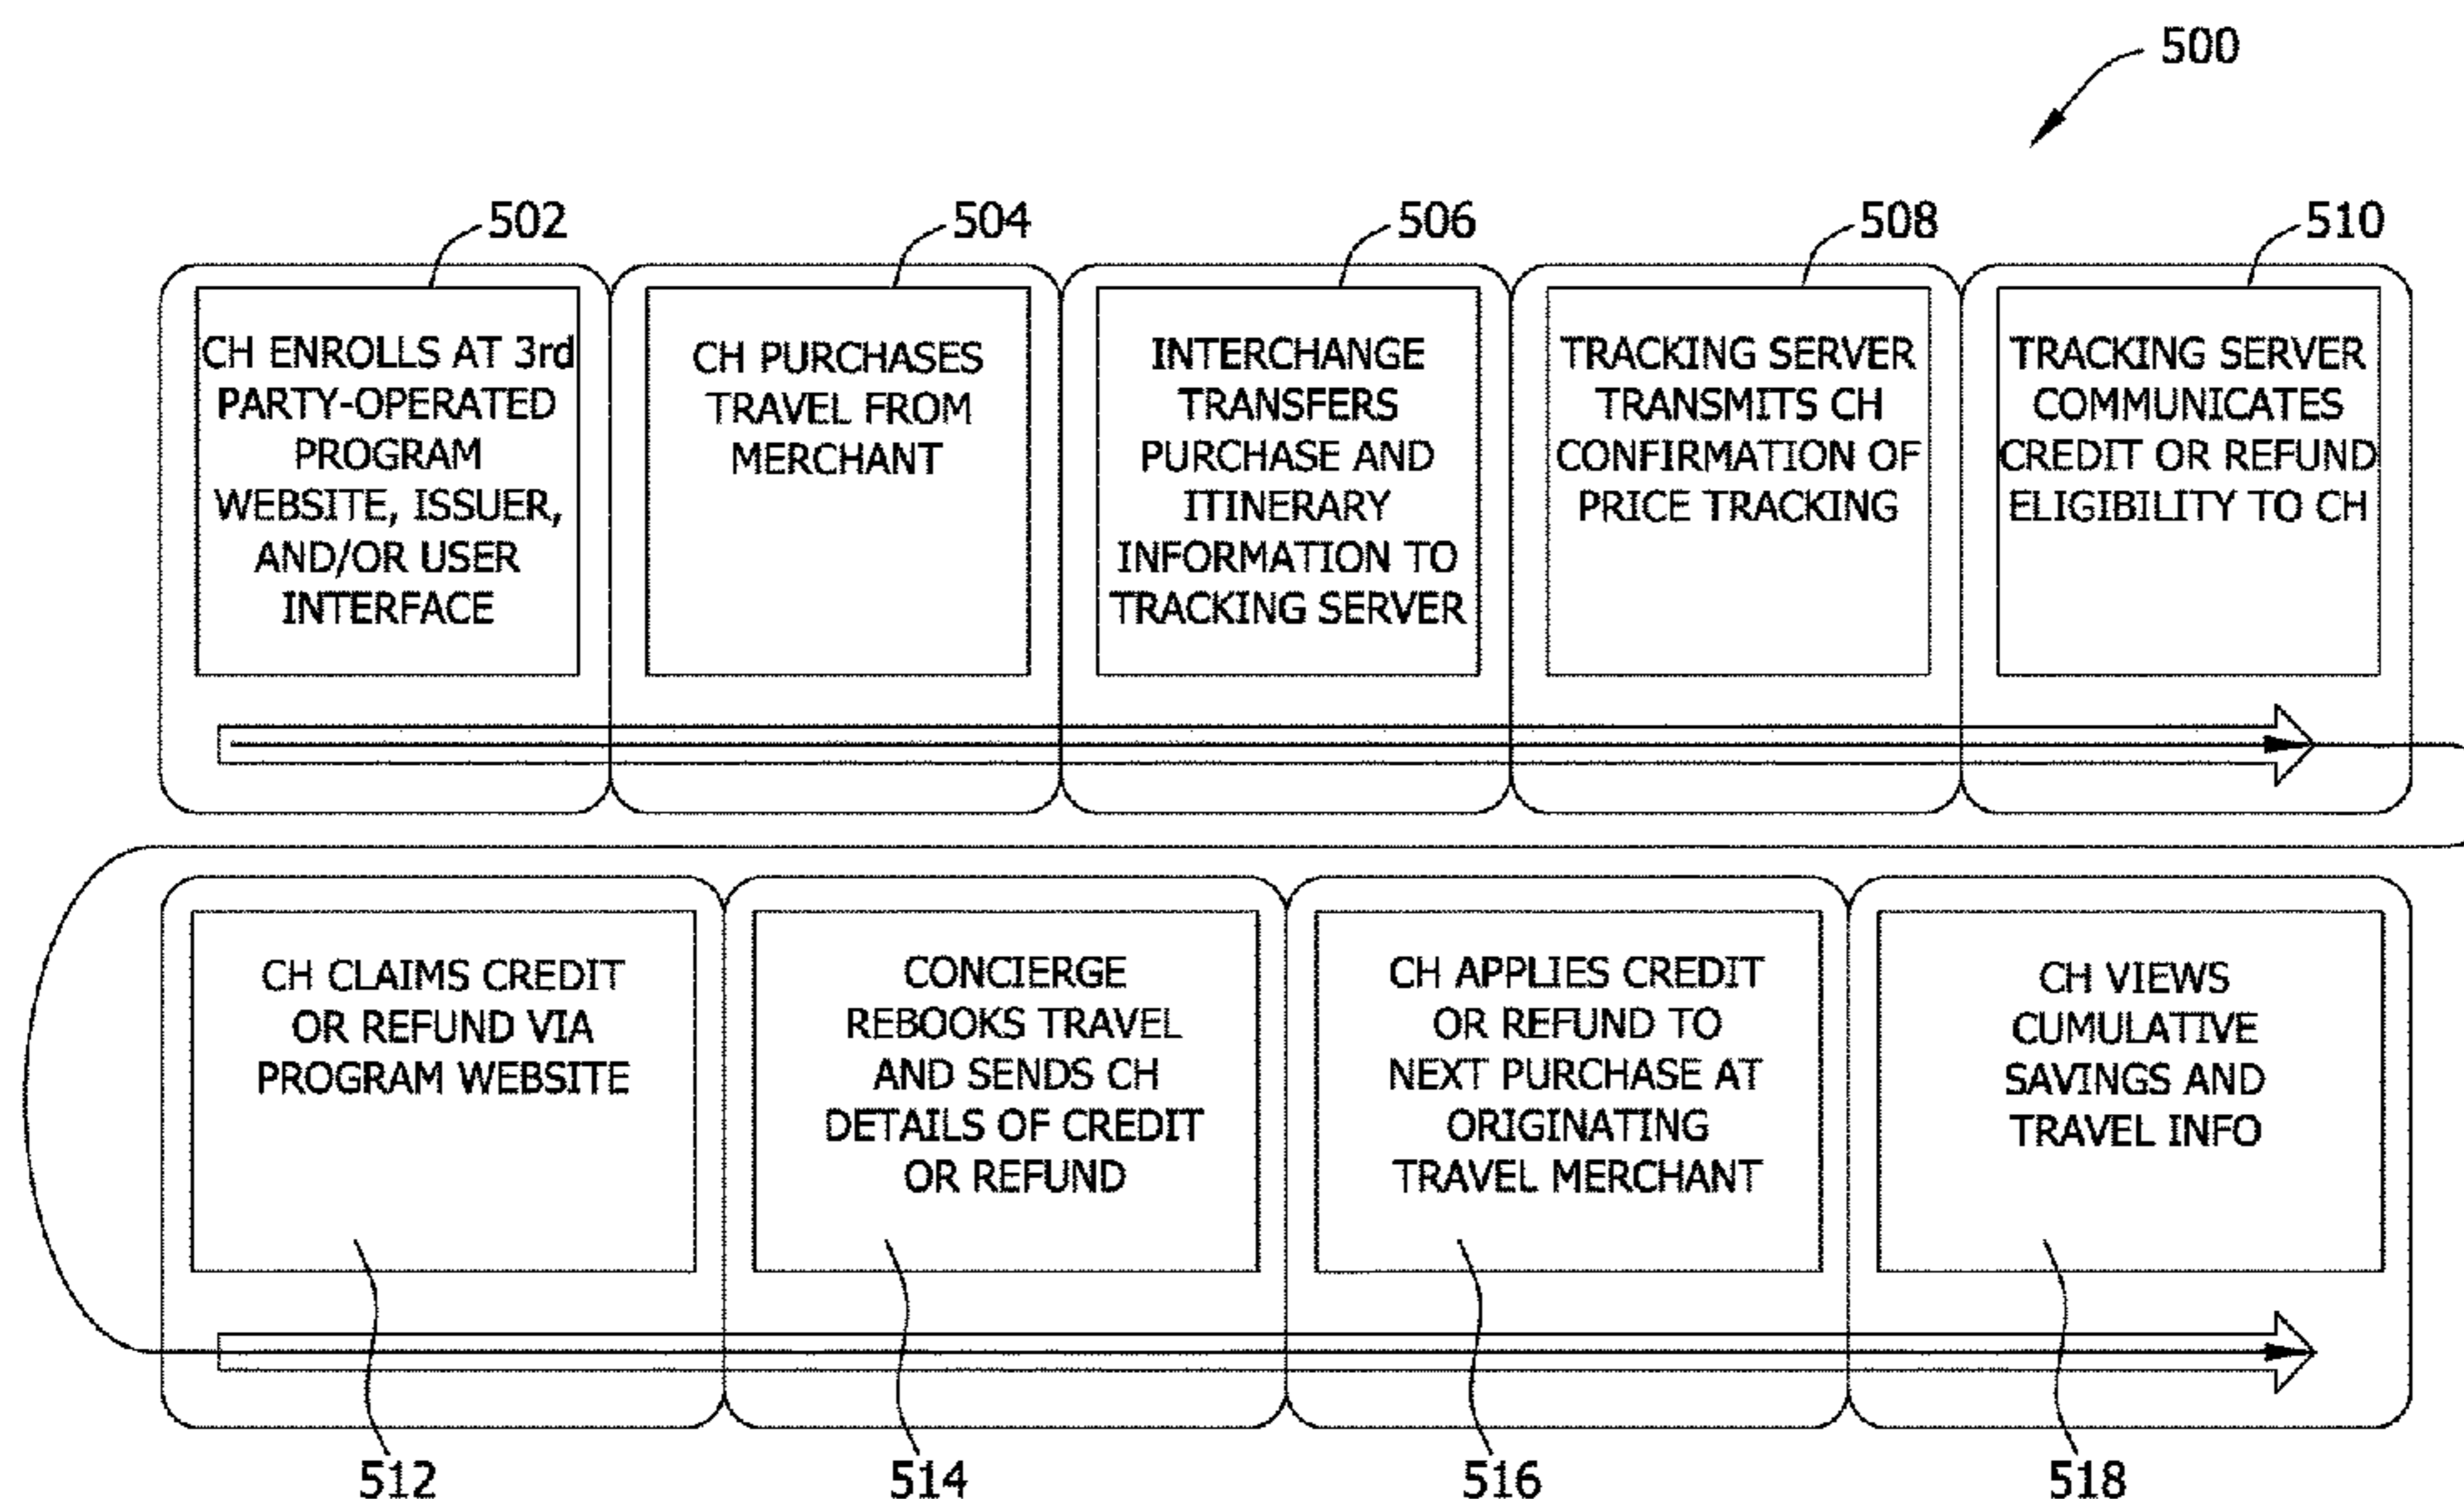 500
502
504
506
508
510
CH ENROLLS AT 3rd
PARTY-OPERATED
PROGRAM
WEBSITE, ISSUER,
AND/OR USER
INTERFACE
CH PURCHASES
TRAVEL FROM
MERCHANT
INTERCHANGE
TRANSFERS
PURCHASE AND
ITINERARY
INFORMATION TO
TRACKING SERVER
TRACKING SERVER
TRANSMITS CH
CONFIRMATION OF
PRICE TRACKING
TRACKING SERVER
COMMUNICATES
CREDIT OR REFUND
ELIGIBILITY TO CH
CH CLAIMS CREDIT
OR REFUND VIA
PROGRAM WEBSITE
CONCIERGE
REBOOKS TRAVEL
AND SENDS CH
DETAILS OF CREDIT
OR REFUND
CH APPLIES CREDIT
OR REFUND TO
NEXT PURCHASE AT
ORIGINATING
TRAVEL MERCHANT
CH VIEWS
CUMULATIVE
SAVINGS AND
TRAVEL INFO
512
514
516
518